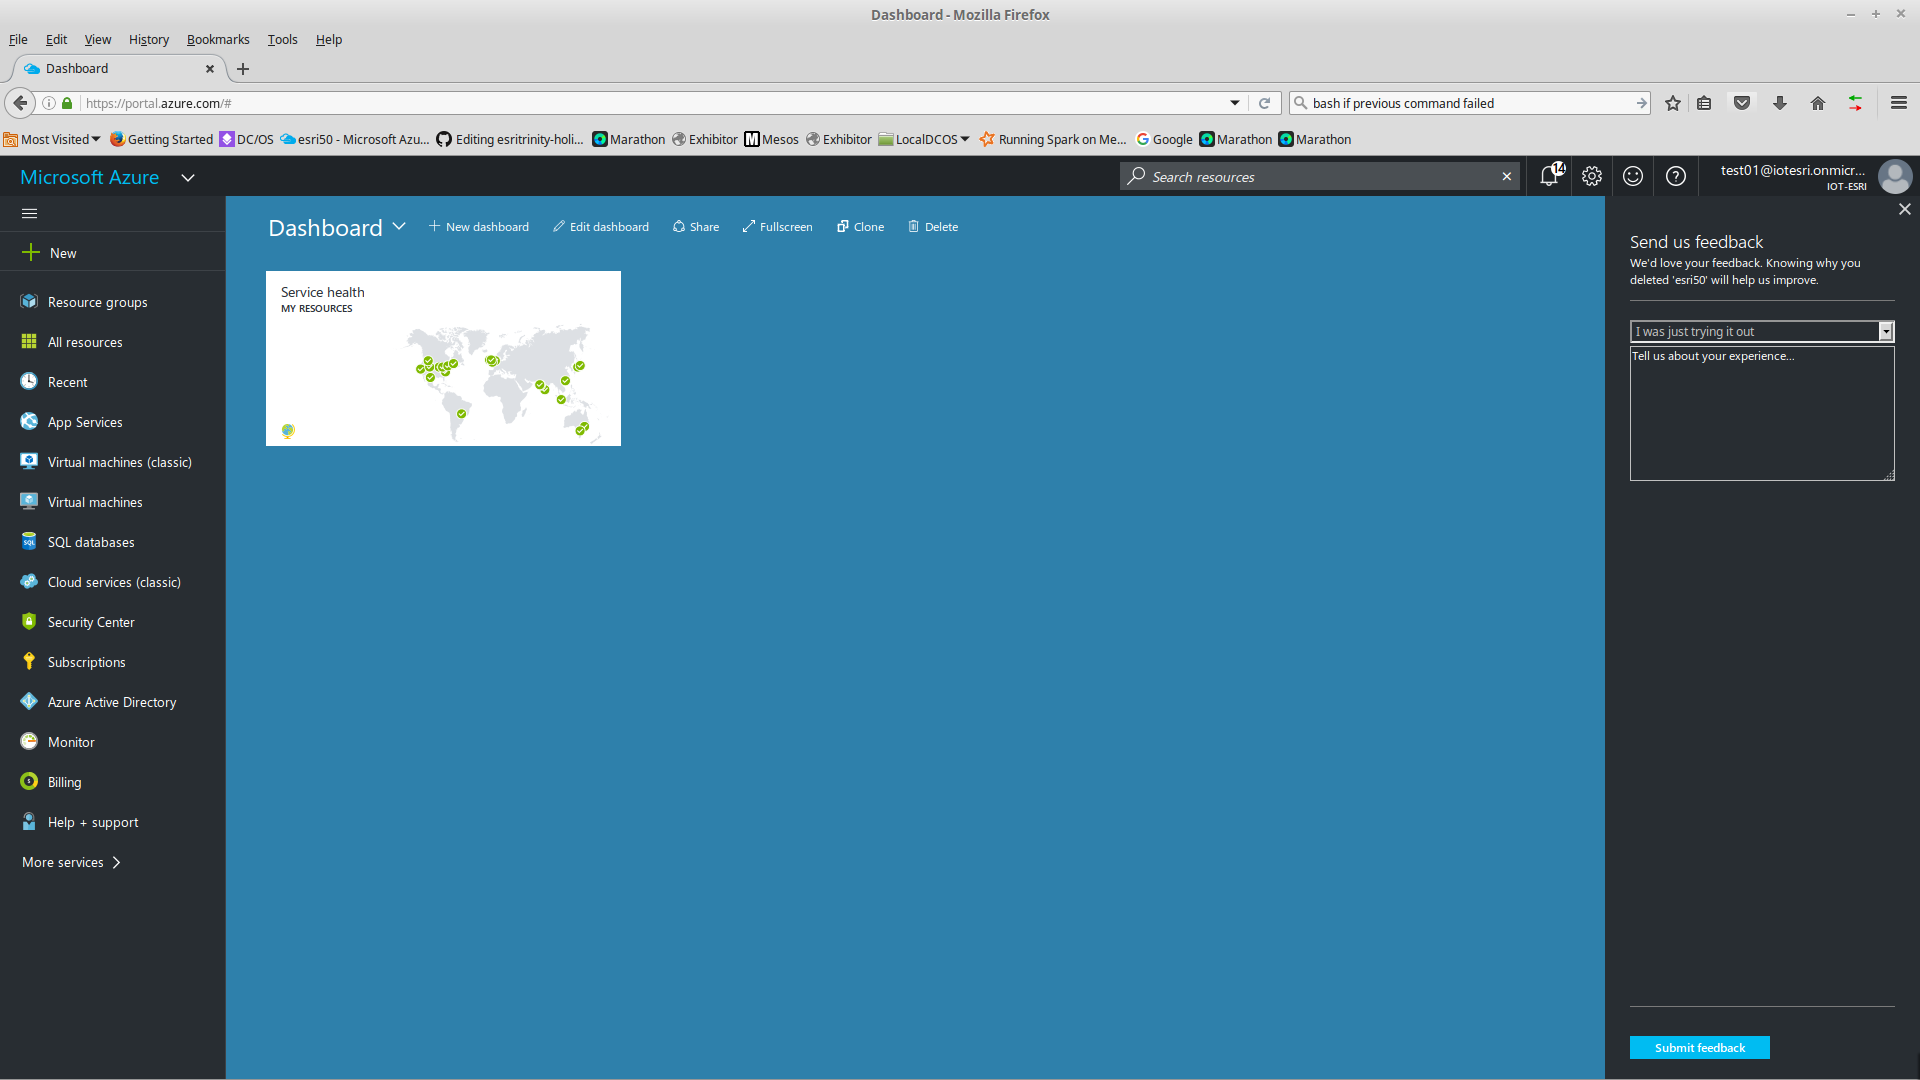 Dashboard - Mozilla Firefox
File Edit View History Bookmarks Tools Help
Dashboard
https://portal.azure.com/#
bash if previous command failed
Most Visited Getting Started DC/OS esri50 - Microsoft Azu... Editing esritrinity-holi... Marathon Exhibitor M Mesos Exhibitor LocalDCOS Running Spark on Me... Google Marathon Marathon
Microsoft Azure
Search resources
14
test01@iotesri.onmicr...
IOT-ESRI
New
Resource groups
All resources
Recent
App Services
Virtual machines (classic)
Virtual machines
SQL databases
Cloud services (classic)
Security Center
Subscriptions
Azure Active Directory
Monitor
Billing
Help + support
More services
Dashboard New dashboard Edit dashboard Share Fullscreen Clone Delete
Service health
MY RESOURCES
Send us feedback
We'd love your feedback. Knowing why you
deleted 'esri50' will help us improve.
I was just trying it out
Tell us about your experience...
Submit feedback